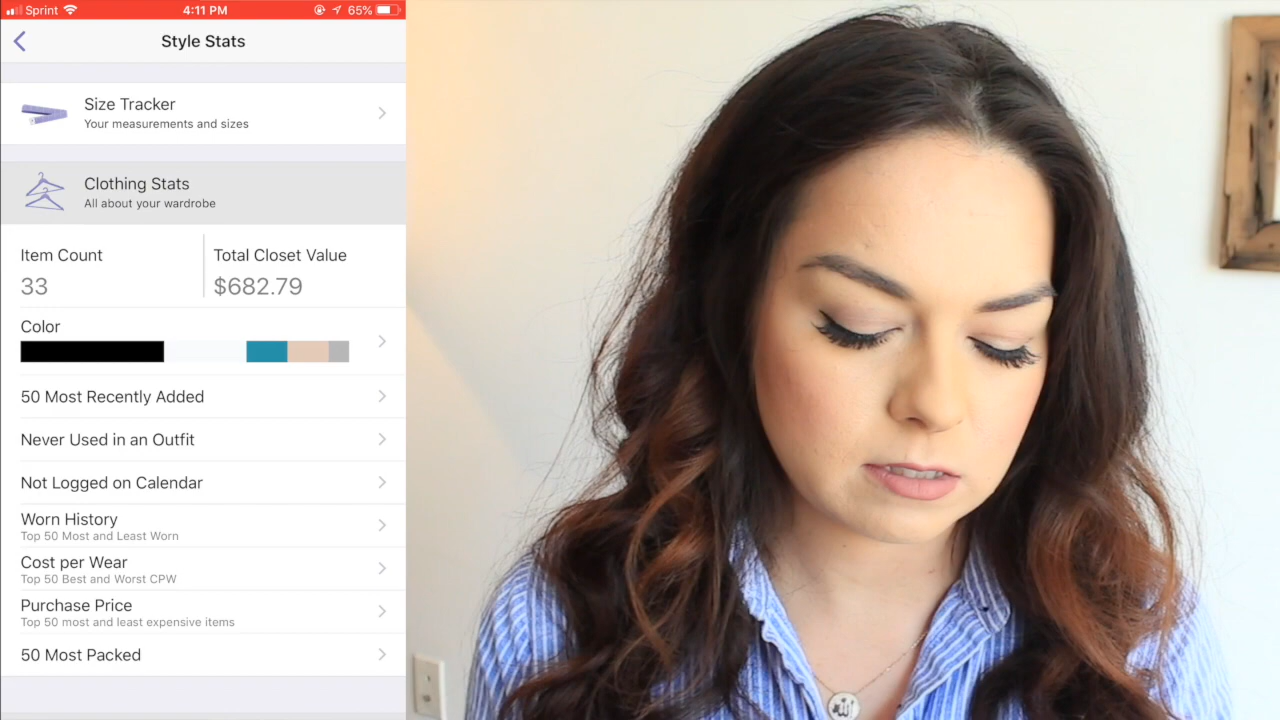 Sprint 4:11 PM 65%
Style Stats
Size Tracker
Your measurements and sizes
Clothing Stats
All about your wardrobe
Item Count Total Closet Value
33 $682.79
Color
50 Most Recently Added
Never Used in an Outfit
Not Logged on Calendar
Worn History
Top 50 Most and Least Worn
Cost per Wear
Top 50 Best and Worst CPW
Purchase Price
Top 50 most and least expensive items
50 Most Packed